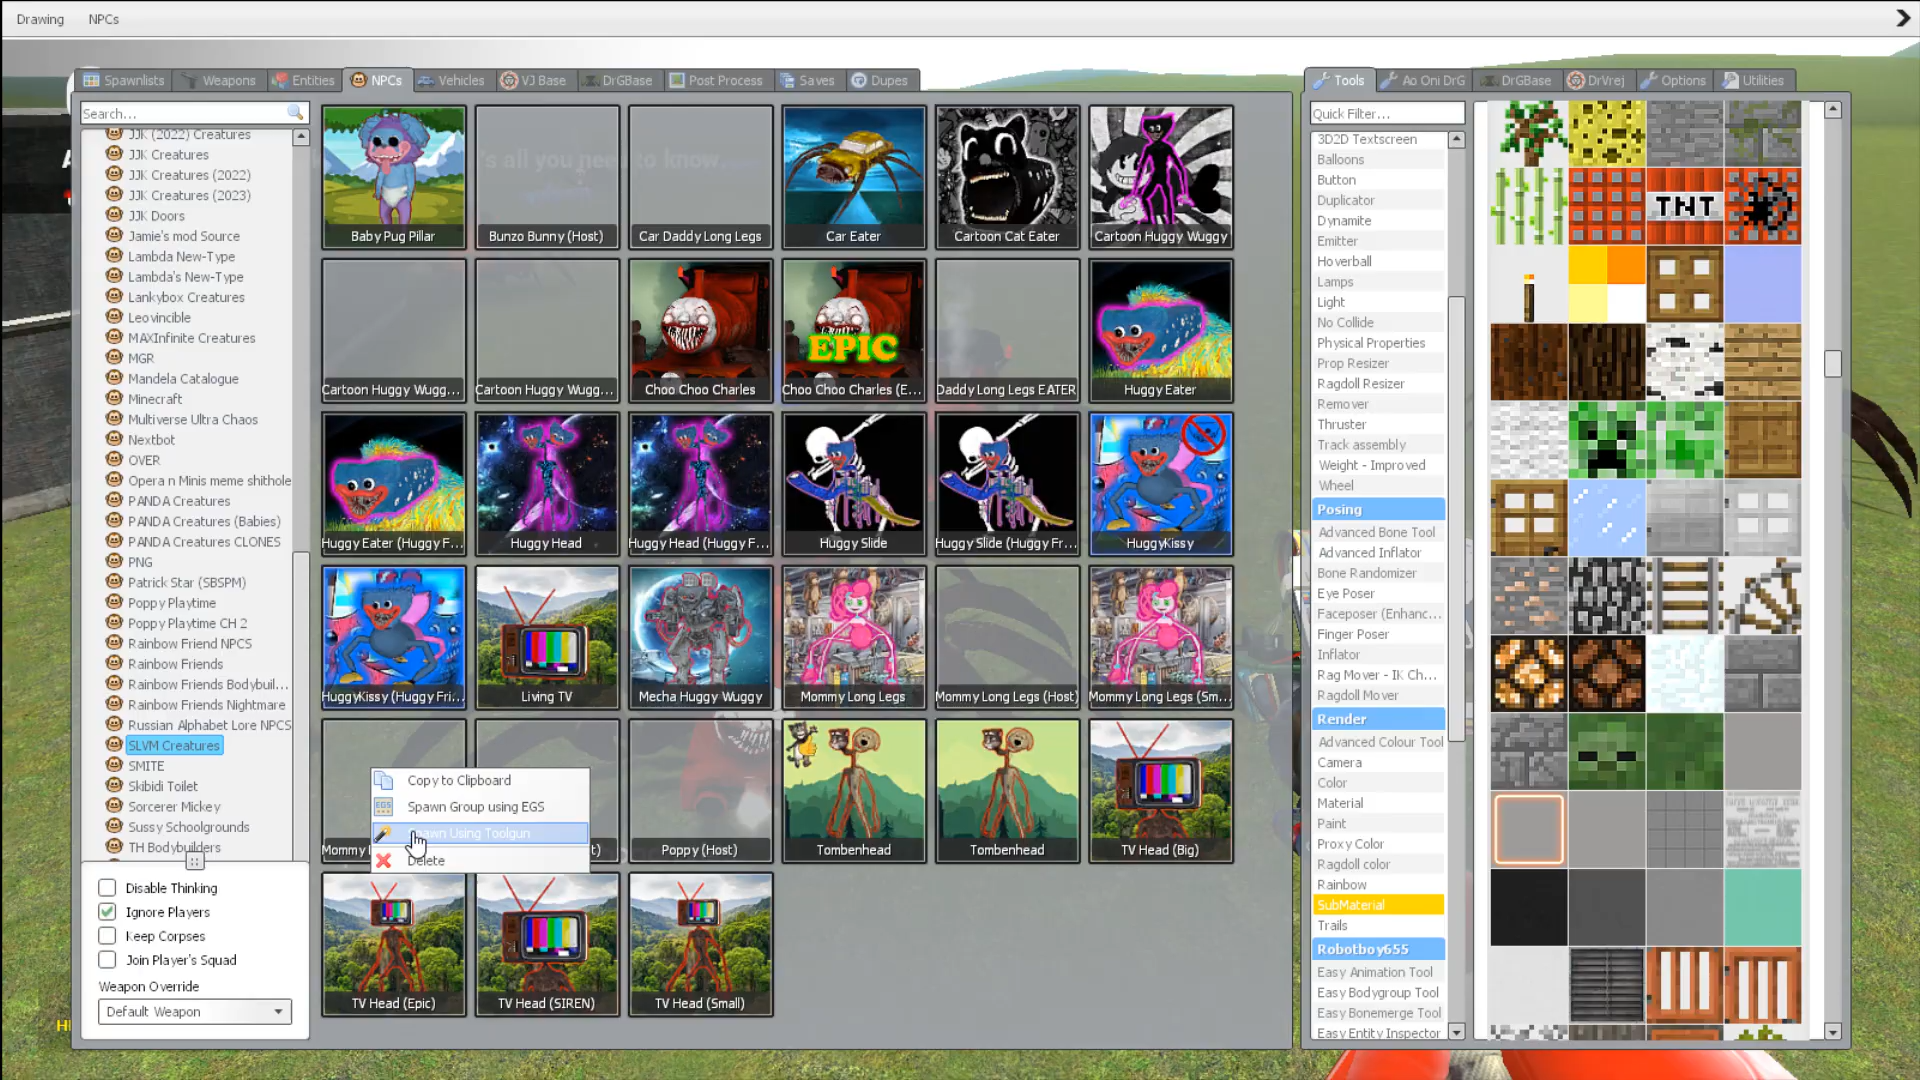 Drawing NPCs
Spawnlists Weapons Entities NPCs Vehicles VJ Base DrGBase Post Process Saves Dupes
Search...
JJK (2022) Creatures
JJK Creatures
JJK Creatures (2022)
JJK Creatures (2023)
JJK Doors
Jamie's mod Source
Lambda New-Type
Lambda's New-Type
Lankybox Creatures
Leovincible
MAXInfinite Creatures
MGR
Mandela Catalogue
Minecraft
Multiverse Ultra Chaos
Nextbot
OVER
Opera n Minis meme shithole
PANDA Creatures
PANDA Creatures (Babies)
PANDA Creatures CLONES
PNG
Patrick Star (SBSPM)
Poppy Playtime
Poppy Playtime CH 2
Rainbow Friend NPCS
Rainbow Friends
Rainbow Friends Bodybuil...
Rainbow Friends Nightmare
Russian Alphabet Lore NPCS
SLVM Creatures
SMITE
Skibidi Toilet
Sorcerer Mickey
Sussy Schoolgrounds
TH Bodybuilders
Disable Thinking
Ignore Players
Keep Corpses
Join Player's Squad
Weapon Override
Default Weapon
's all you need to know...
Baby Pug Pillar Bunzo Bunny (Host) Car Daddy Long Legs Car Eater Cartoon Cat Eater Cartoon Huggy Wuggy
EPIC
Cartoon Huggy Wugg... Cartoon Huggy Wugg... Choo Choo Charles Choo Choo Charles (E... Daddy Long Legs EATER Huggy Eater
Huggy Eater (Huggy F... Huggy Head Huggy Head (Huggy F... Huggy Slide Huggy Slide (Huggy Fr... HuggyKissy
HuggyKissy (Huggy Fri... Living TV Mecha Huggy Wuggy Mommy Long Legs Mommy Long Legs (Host) Mommy Long Legs (Sm...
Copy to Clipboard
EGS Spawn Group using EGS
Spawn Using Toolgun
Delete
Mommy Poppy (Host) Tombenhead Tombenhead TV Head (Big)
TV Head (Epic) TV Head (SIREN) TV Head (Small)
Tools Ao Oni DrG DrGBase DrVrej Options Utilities
Quick Filter...
3D2D Textscreen
Balloons
Button
Duplicator
Dynamite
Emitter
Hoverball
Lamps
Light
No Collide
Physical Properties
Prop Resizer
Ragdoll Resizer
Remover
Thruster
Track assembly
Weight - Improved
Wheel
Posing
Advanced Bone Tool
Advanced Inflator
Bone Randomizer
Eye Poser
Faceposer (Enhanc...
Finger Poser
Inflator
Rag Mover - IK Ch...
Ragdoll Mover
Render
Advanced Colour Tool
Camera
Color
Material
Paint
Proxy Color
Ragdoll color
Rainbow
SubMaterial
Trails
Robotboy655
Easy Animation Tool
Easy Bodygroup Tool
Easy Bonemerge Tool
Easy Entity Inspector
TNT